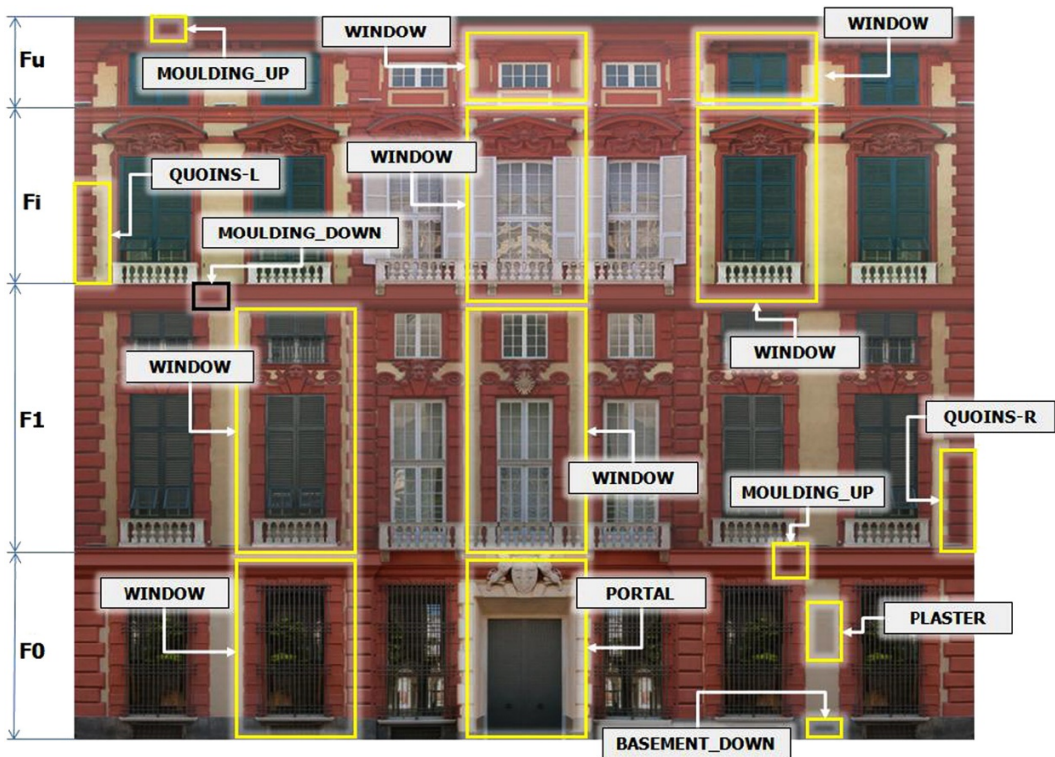 WINDOW
WINDOW
Fu
MOULDING_UP
WINDOW
QUOINS-L
Fi
MOULDING_DOWN
WINDOW
WINDOW
QUOINS-R
F1
WINDOW
MOULDING_UP
WINDOW
PORTAL
PLASTER
F0
BASEMENT_DOWN